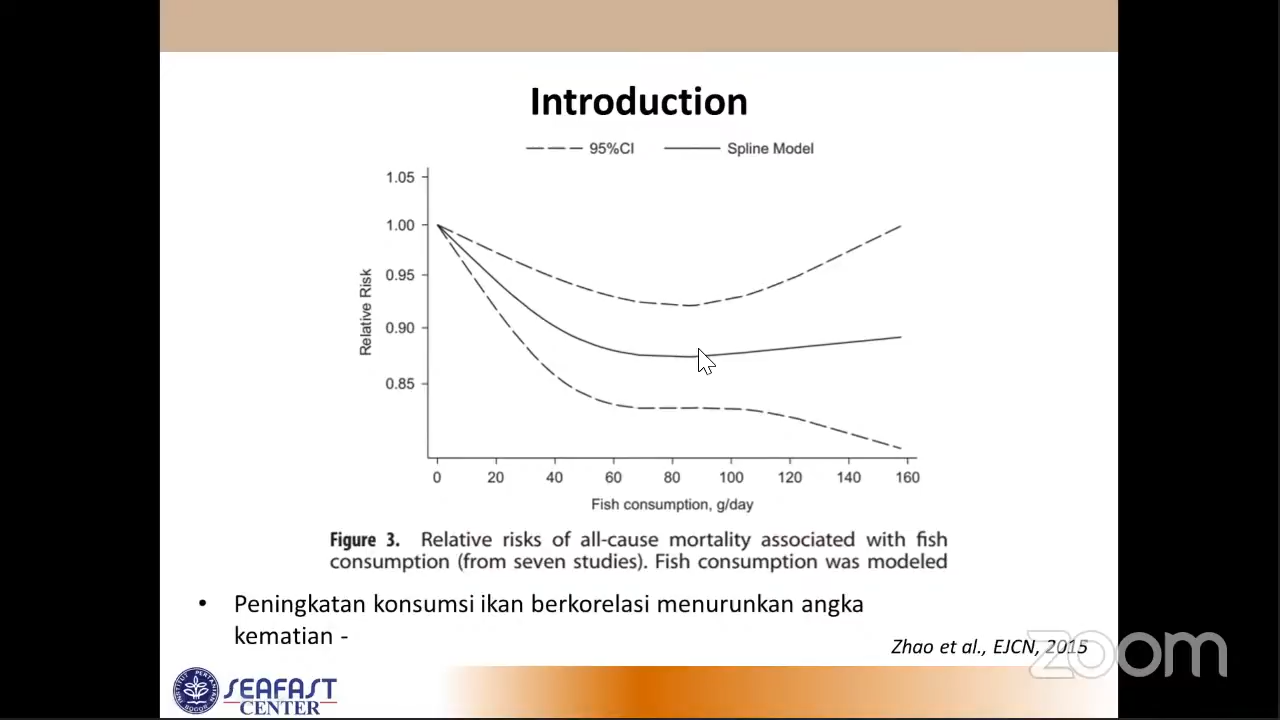 Introduction
95%CI Spline Model
1.05
1.00
0.95
0.90
0.85
Relative Risk
0 20 40 60 80 100 120 140 160
Fish consumption, g/day
Figure 3. Relative risks of all-cause mortality associated with fish
consumption (from seven studies). Fish consumption was modeled
• Peningkatan konsumsi ikan berkorelasi menurunkan angka
kematian -
Zhao et al., EJCN, 2015
zoom
INSTITUT PERTANIAN BOGOR
SEAFAST
CENTER